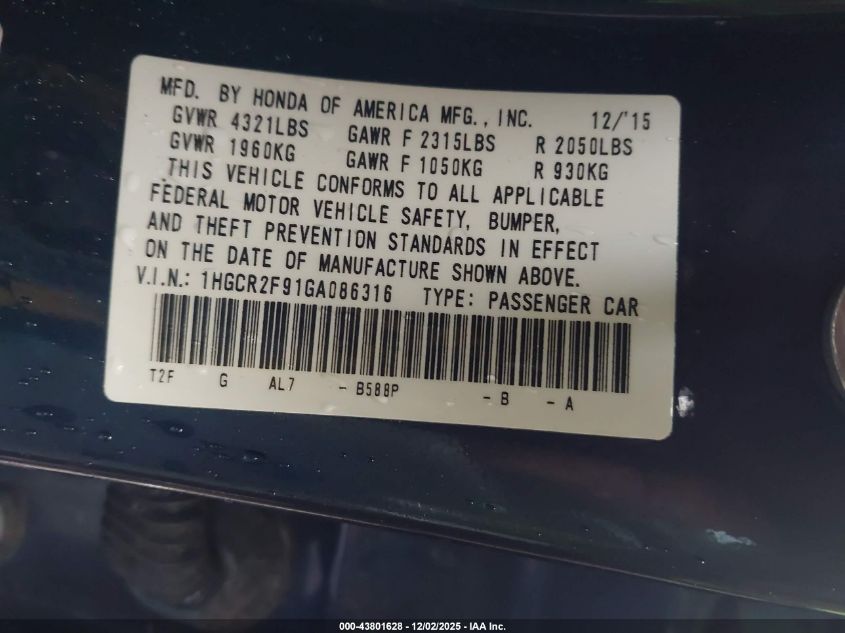 MFD. BY HONDA OF AMERICA MFG., INC. 12/'15
GVWR 4321LBS GAWR F 2315LBS R 2050LBS
GVWR 1960KG GAWR F 1050KG R 930KG
THIS VEHICLE CONFORMS TO ALL APPLICABLE
FEDERAL MOTOR VEHICLE SAFETY, BUMPER,
AND THEFT PREVENTION STANDARDS IN EFFECT
ON THE DATE OF MANUFACTURE SHOWN ABOVE.
V.I.N.: 1HGCR2F91GA086316 TYPE: PASSENGER CAR
T2F G AL7 - B588P - B - A
000-43801628 - 12/02/2025 - IAA Inc.